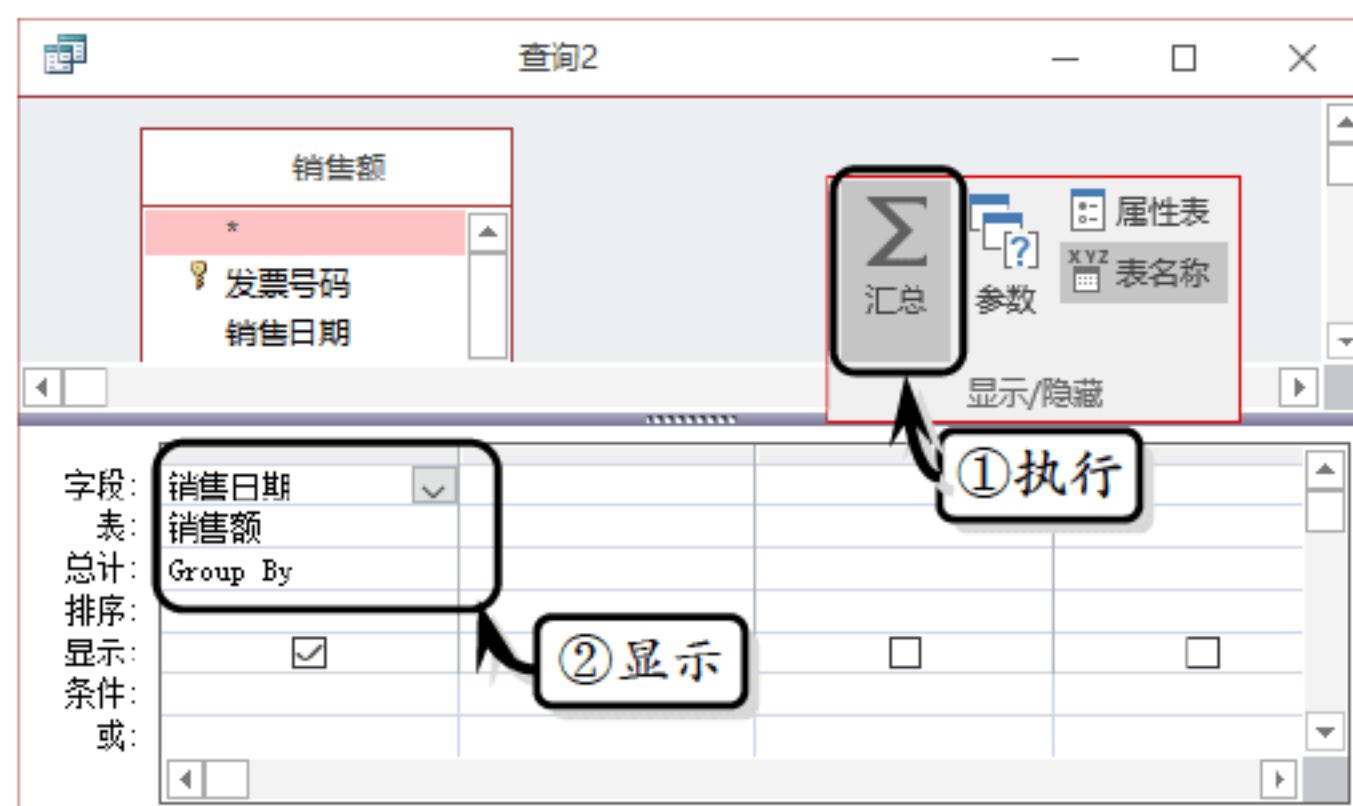 查询2
销售额
*
发票号码
销售日期
汇总
参数
[?]
属性表
XYZ
表名称
显示/隐藏
①执行
字段: 销售日期
表: 销售额
总计: Group By
排序:
显示:
②显示
条件:
或: